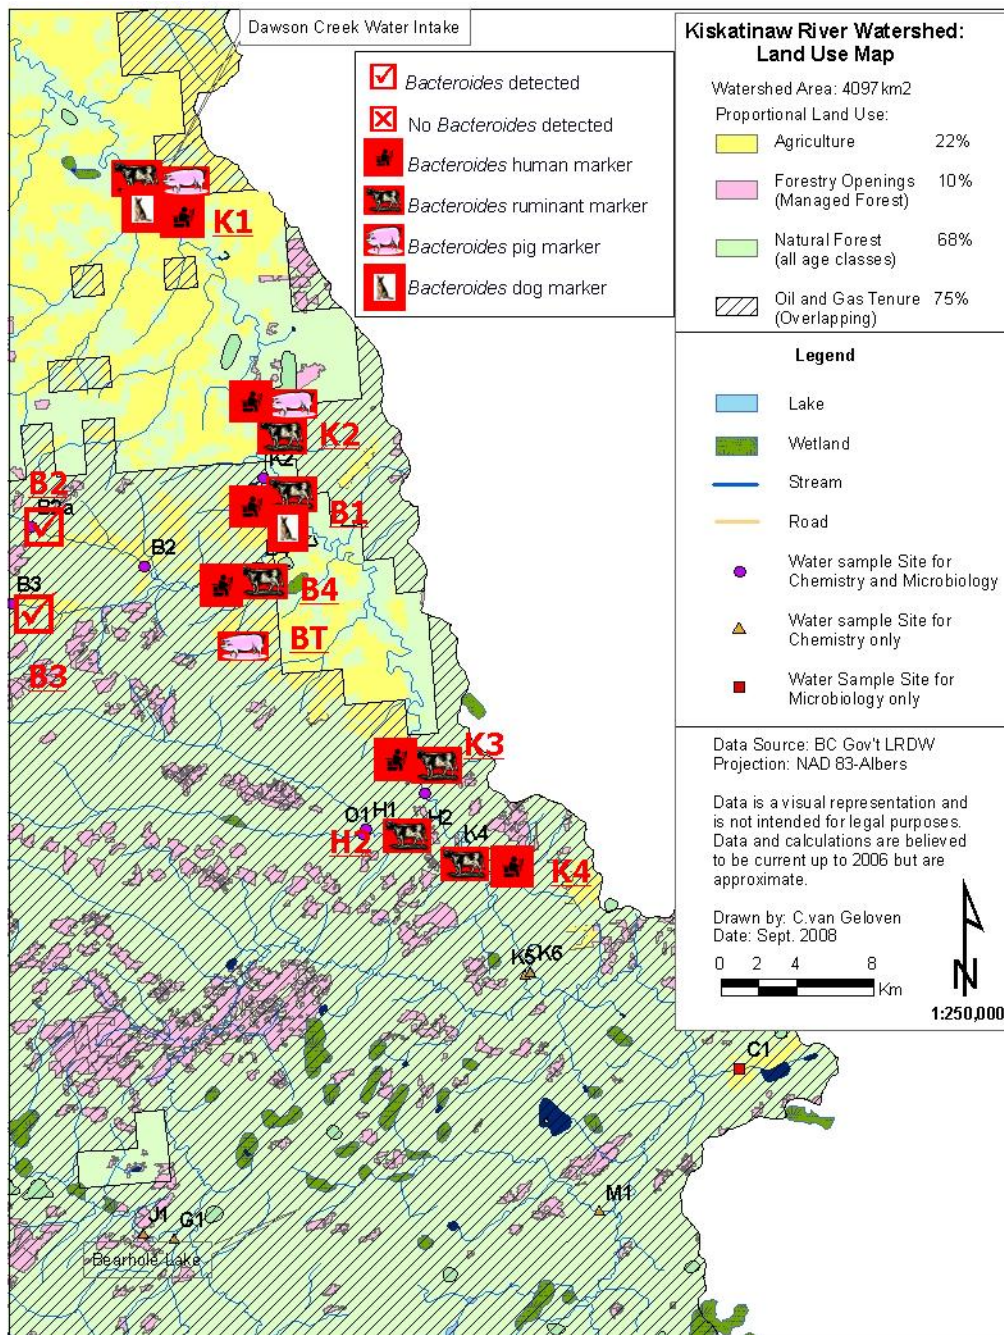 Dawson Creek Water Intake
Bacteroides detected
No Bacteroides detected
Bacteroides human marker
Bacteroides ruminant marker
Bacteroides pig marker
Bacteroides dog marker
Kiskatinaw River Watershed:
Land Use Map
Watershed Area: 4097km2
Proportional Land Use:
Agriculture 22%
Forestry Openings 10%
(Managed Forest)
Natural Forest 68%
(all age classes)
Oil and Gas Tenure 75%
(Overlapping)
Legend
Lake
Wetland
Stream
Road
Water sample Site for
Chemistry and Microbiology
Water sample Site for
Chemistry only
Water Sample Site for
Microbiology only
Data Source: BC Gov't LRDW
Projection: NAD 83-Albers
Data is a visual representation and
is not intended for legal purposes.
Data and calculations are believed
to be current up to 2006 but are
approximate.
Drawn by: C.van Geloven
Date: Sept. 2008
0 2 4 8
Km
N
1:250,000
K1
K2
K2
B2
B2a
B1
B2
B3
B4
BT
B3
K3
O1
H1
H2
H2
K4
K4
K5
K6
C1
M1
J1
G1
Bearhole Lake